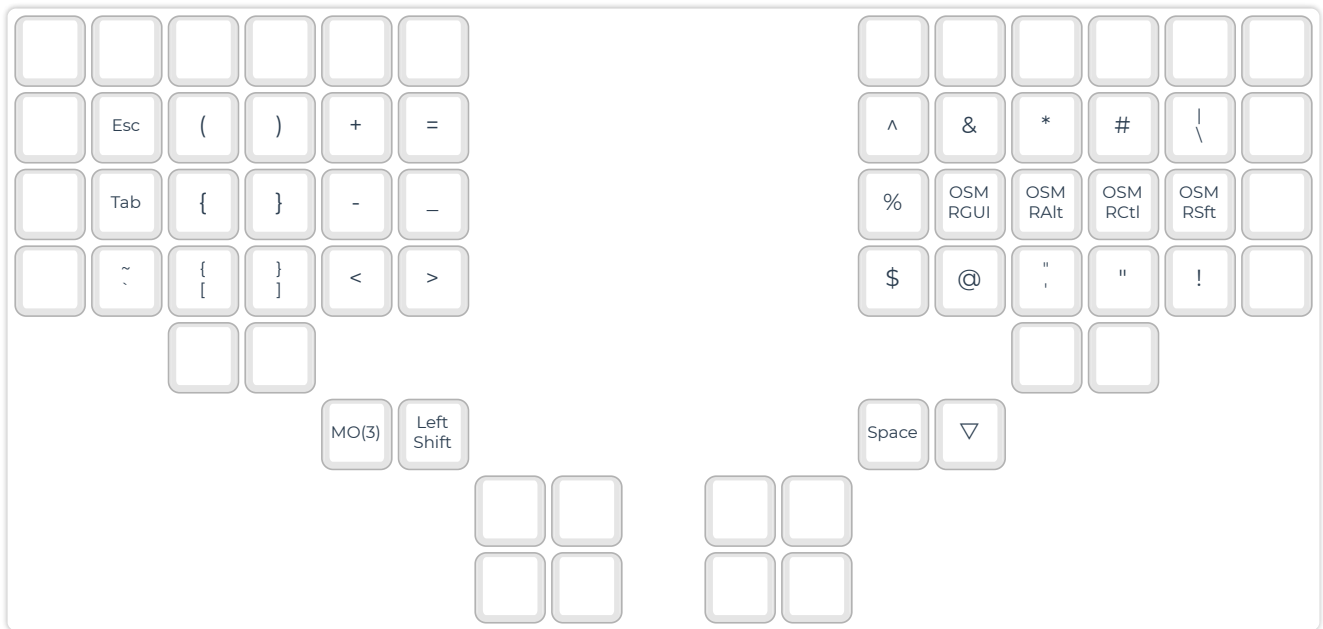 Esc ( ) + = ^ & * # |
\
Tab { } - _ % OSM OSM OSM OSM
RGUI RAlt RCtl RSft
~ { } < > $ @ " " !
` [ ] '
MO(3) Left Space ▽
Shift